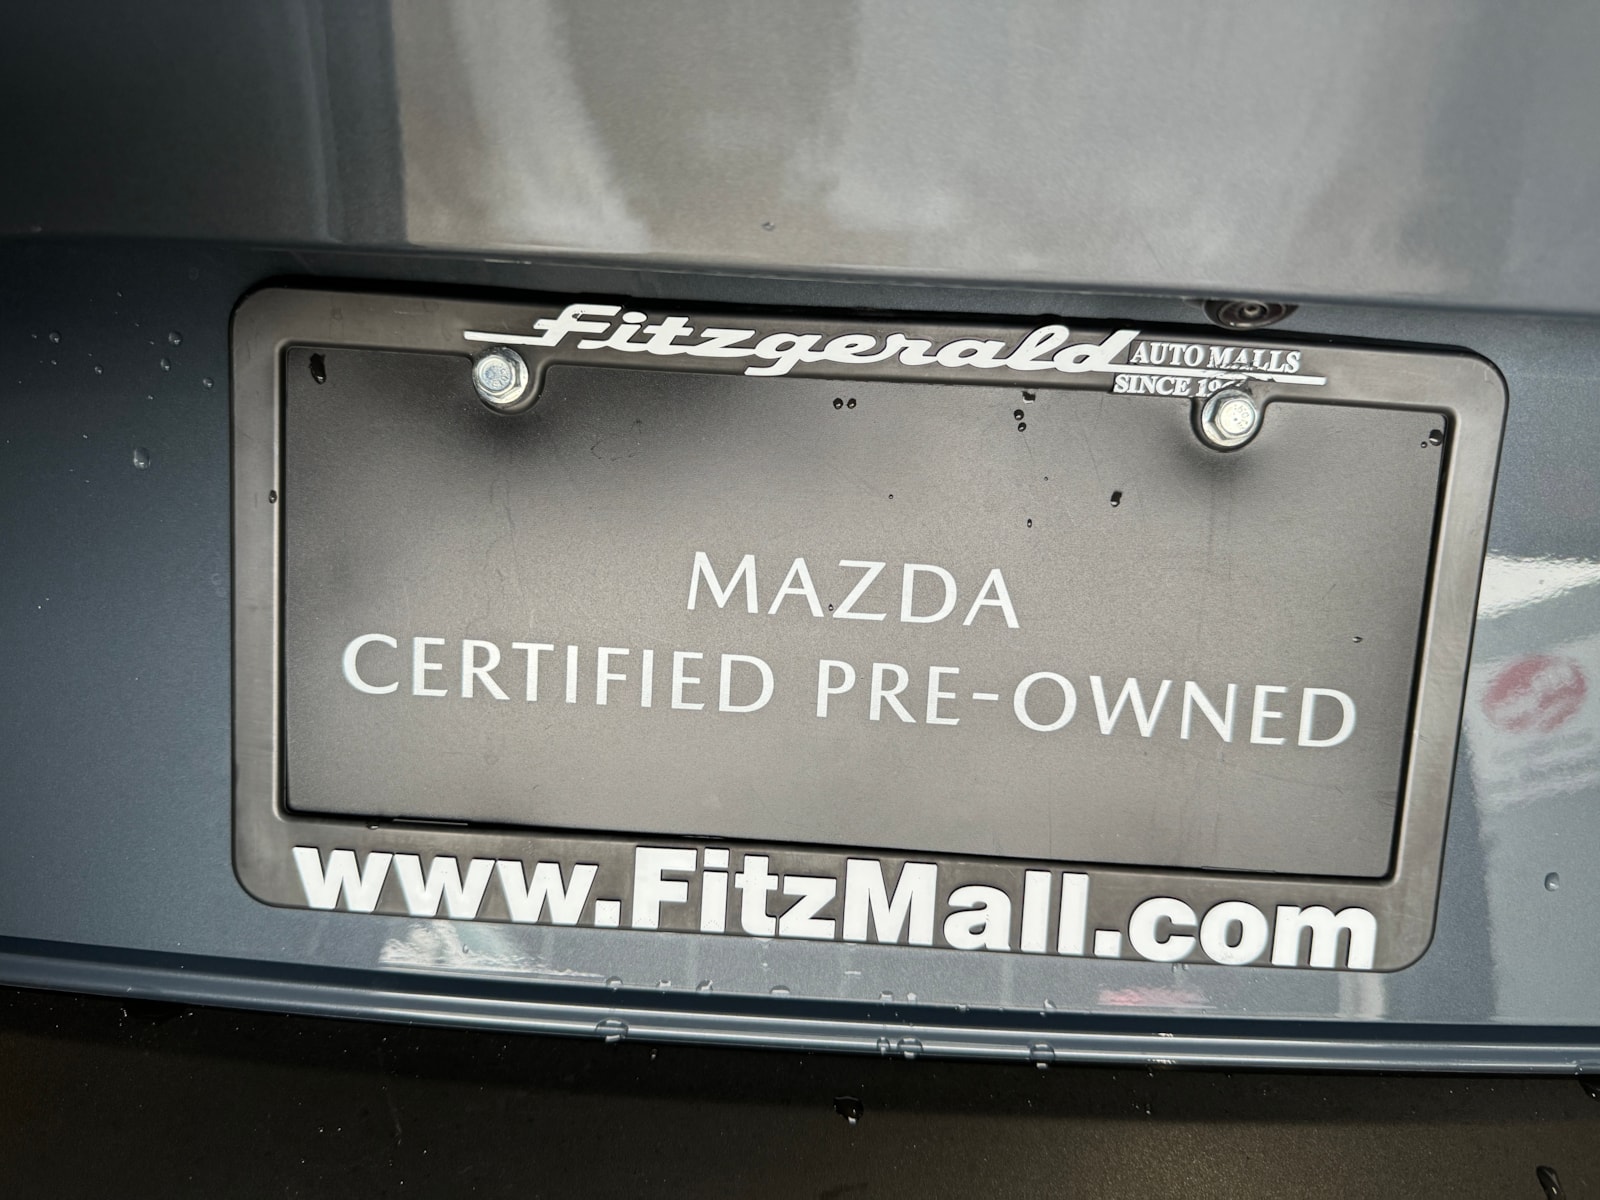 Fitzgerald AUTO MALLS
SINCE
MAZDA
CERTIFIED PRE-OWNED
www.FitzMall.com